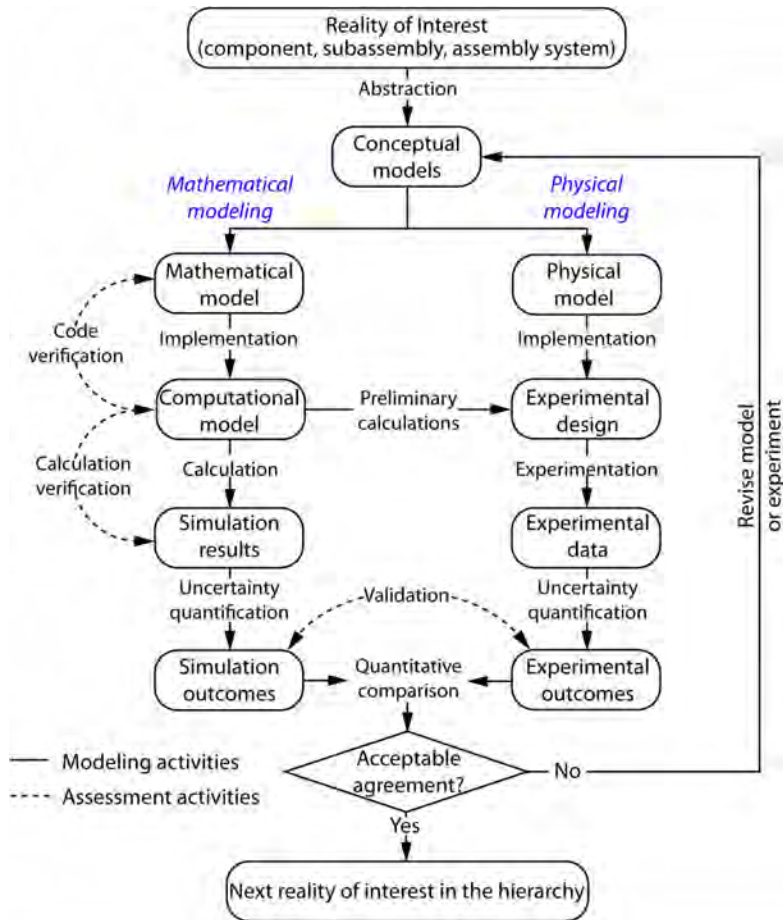 Reality of Interest
(component, subassembly, assembly system)
Abstraction
Conceptual
models
Mathematical
modeling
Physical
modeling
Mathematical
model
Physical
model
Code
verification
Implementation
Implementation
Computational
model
Preliminary
calculations
Experimental
design
Calculation
verification
Calculation
Experimentation
Revise model
or experiment
Simulation
results
Experimental
data
Uncertainty
quantification
Validation
Uncertainty
quantification
Simulation
outcomes
Quantitative
comparison
Experimental
outcomes
Modeling activities
Assessment activities
Acceptable
agreement?
No
Yes
Next reality of interest in the hierarchy